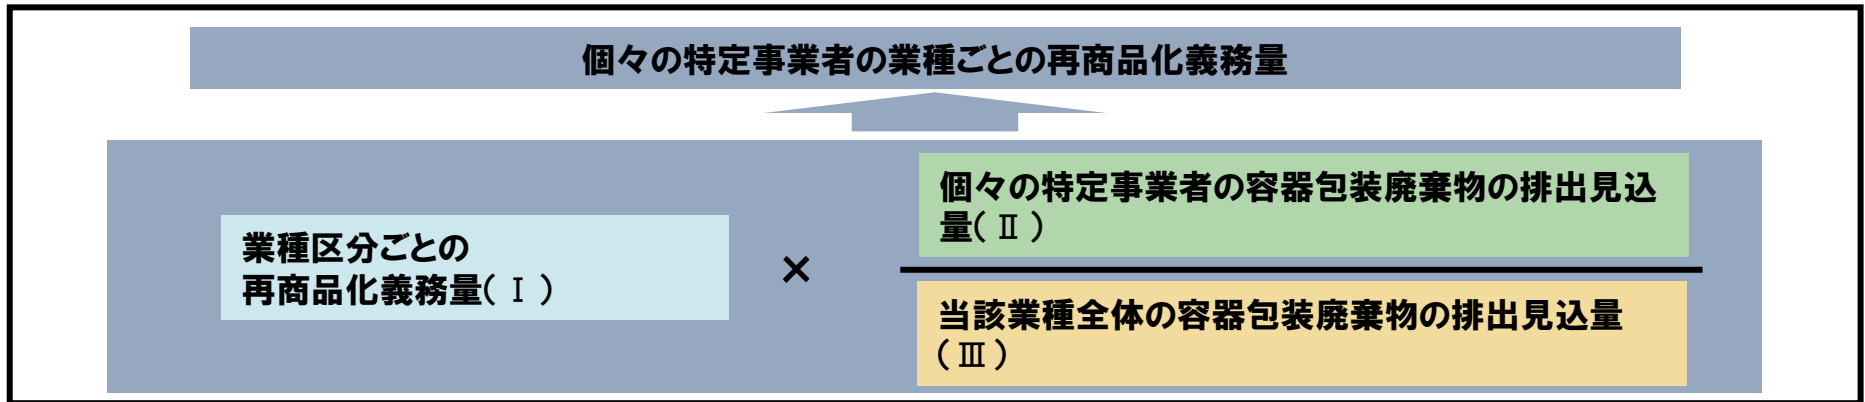 個々の特定事業者の業種ごとの再商品化義務量
業種区分ごとの
再商品化義務量(Ⅰ)
×
個々の特定事業者の容器包装廃棄物の排出見込
量(Ⅱ)
当該業種全体の容器包装廃棄物の排出見込量
(Ⅲ)